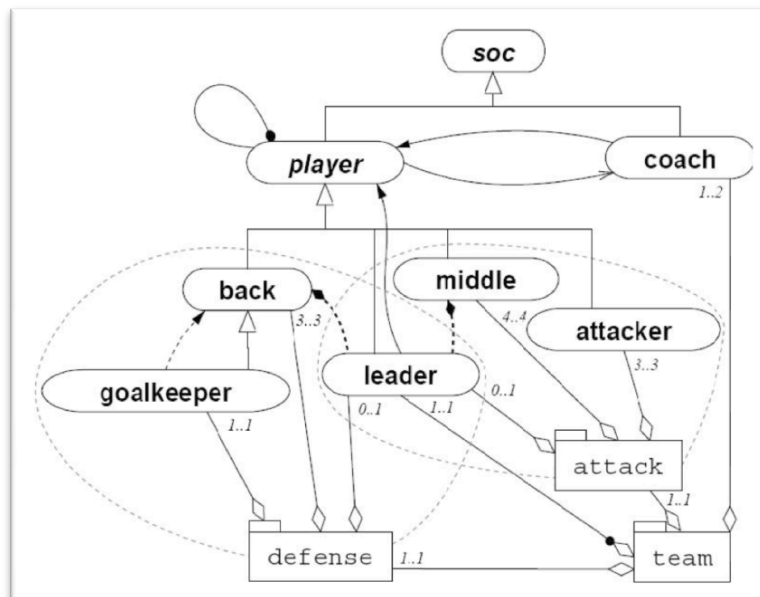 soc
player
coach
1..2
back
middle
3..3
4..4
attacker
goalkeeper
leader
3..3
1..1
0..1
1..1
0..1
attack
1..1
defense
1..1
team